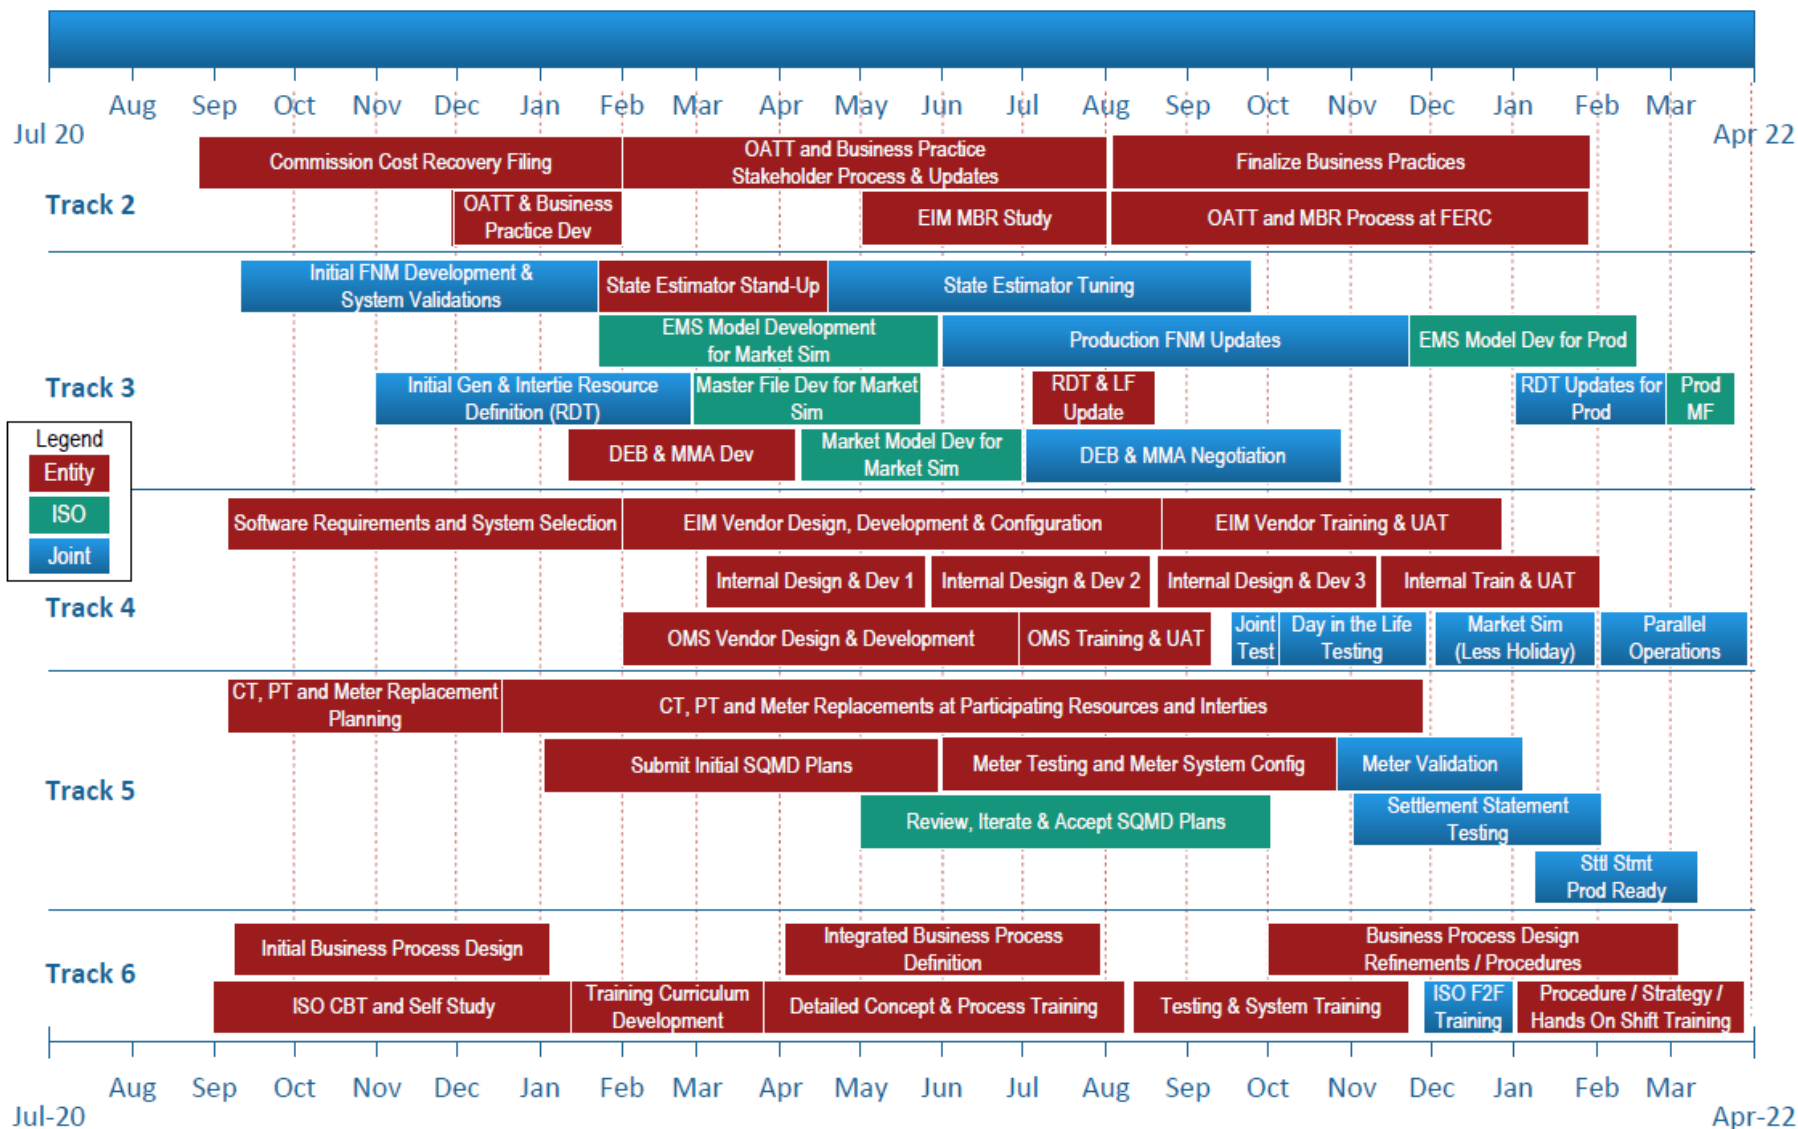 Aug Sep Oct Nov Dec Jan Feb Mar Apr May Jun Jul Aug Sep Oct Nov Dec Jan Feb Mar
Jul 20
Apr 22
Commission Cost Recovery Filing
OATT and Business Practice
Stakeholder Process & Updates
Finalize Business Practices
Track 2
OATT & Business
Practice Dev
EIM MBR Study
OATT and MBR Process at FERC
Initial FNM Development &
System Validations
State Estimator Stand-Up
State Estimator Tuning
EMS Model Development
for Market Sim
Production FNM Updates
EMS Model Dev for Prod
Track 3
Initial Gen & Intertie Resource
Definition (RDT)
Master File Dev for Market
Sim
RDT & LF
Update
RDT Updates for
Prod
Prod
MF
DEB & MMA Dev
Market Model Dev for
Market Sim
DEB & MMA Negotiation
Legend
Entity
ISO
Joint
Software Requirements and System Selection
EIM Vendor Design, Development & Configuration
EIM Vendor Training & UAT
Internal Design & Dev 1
Internal Design & Dev 2
Internal Design & Dev 3
Internal Train & UAT
Track 4
OMS Vendor Design & Development
OMS Training & UAT
Joint
Test
Day in the Life
Testing
Market Sim
(Less Holiday)
Parallel
Operations
CT, PT and Meter Replacement
Planning
CT, PT and Meter Replacements at Participating Resources and Interties
Submit Initial SQMD Plans
Meter Testing and Meter System Config
Meter Validation
Track 5
Review, Iterate & Accept SQMD Plans
Settlement Statement
Testing
Sttl Stmt
Prod Ready
Initial Business Process Design
Integrated Business Process
Definition
Business Process Design
Refinements / Procedures
Track 6
ISO CBT and Self Study
Training Curriculum
Development
Detailed Concept & Process Training
Testing & System Training
ISO F2F
Training
Procedure / Strategy /
Hands On Shift Training
Aug Sep Oct Nov Dec Jan Feb Mar Apr May Jun Jul Aug Sep Oct Nov Dec Jan Feb Mar
Jul-20
Apr-22